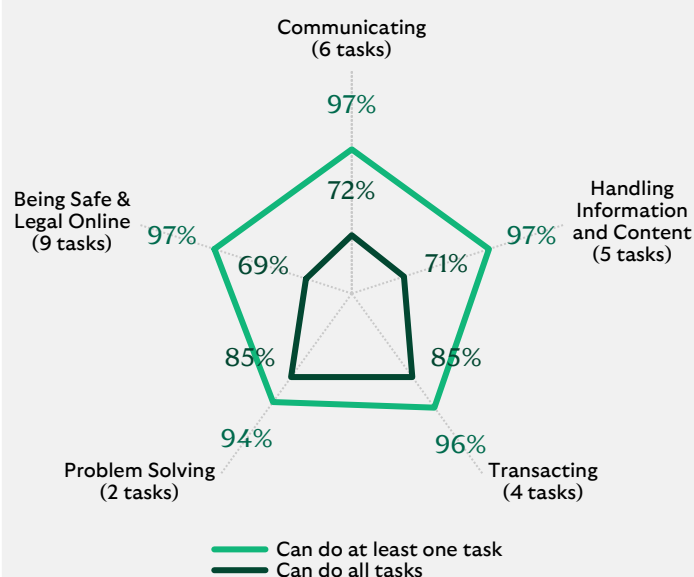 Communicating
(6 tasks)
97%
72%
Being Safe &
Legal Online
(9 tasks)
97%
69%
Handling
Information
and Content
(5 tasks)
97%
71%
85%
85%
94%
96%
Problem Solving
(2 tasks)
Transacting
(4 tasks)
Can do at least one task
Can do all tasks